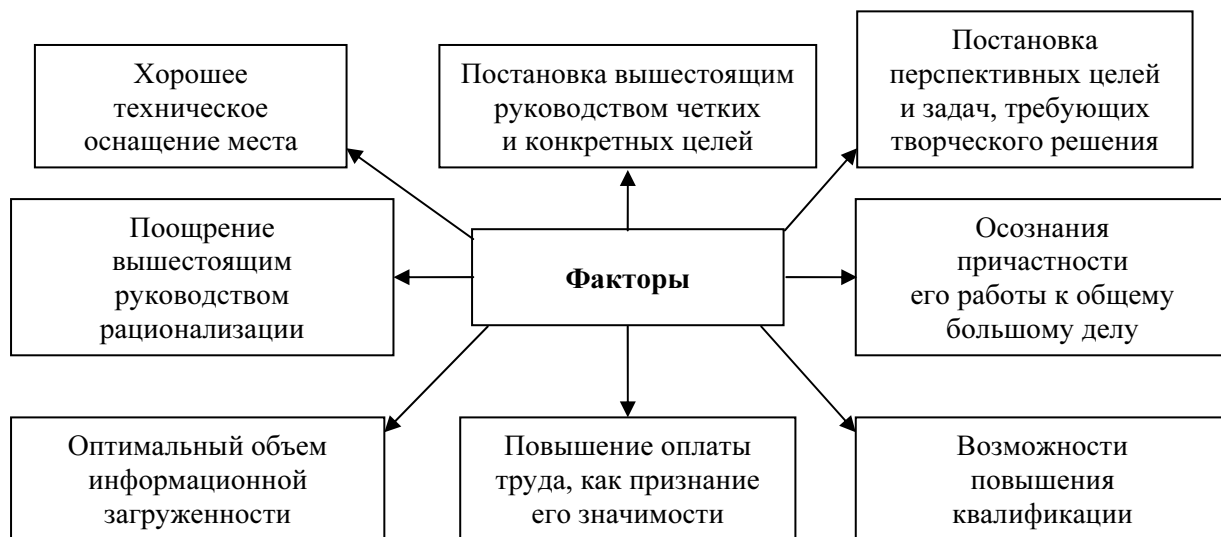 Хорошее
техническое
оснащение места
Постановка вышестоящим
руководством четких
и конкретных целей
Постановка
перспективных целей
и задач, требующих
творческого решения
Поощрение
вышестоящим
руководством
рационализации
Факторы
Осознания
причастности
его работы к общему
большому делу
Оптимальный объем
информационной
загруженности
Повышение оплаты
труда, как признание
его значимости
Возможности
повышения
квалификации